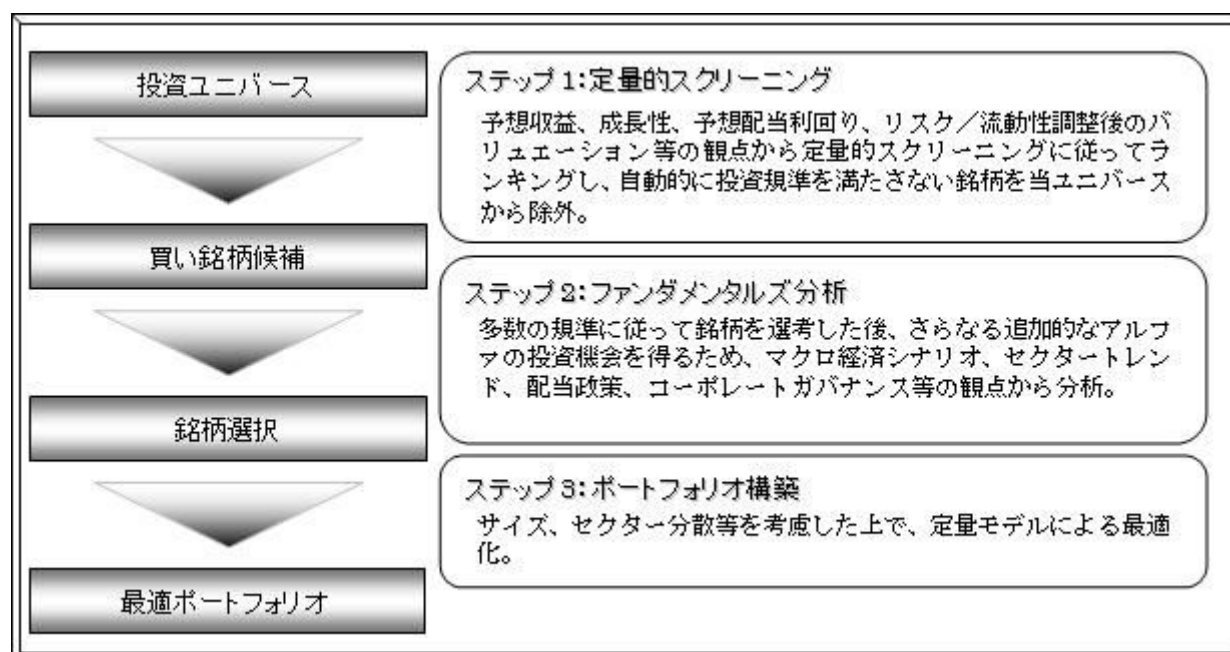 投資ユニバース
ステップ1:定量的スクリーニング
予想収益、成長性、予想配当利回り、リスク／流動性調整後のバ
リュエーション等の観点から定量的スクリーニングに従ってラ
ンキングし、自動的に投資規準を満たさない銘柄を当ユニバース
から除外。
買い銘柄候補
ステップ2:ファンダメンタルズ分析
多数の規準に従って銘柄を選考した後、さらなる追加的なアルフ
ァの投資機会を得るため、マクロ経済シナリオ、セクタートレン
ド、配当政策、コーポレートガバナンス等の観点から分析。
銘柄選択
ステップ3:ポートフォリオ構築
サイズ、セクター分散等を考慮した上で、定量モデルによる最適
化。
最適ポートフォリオ